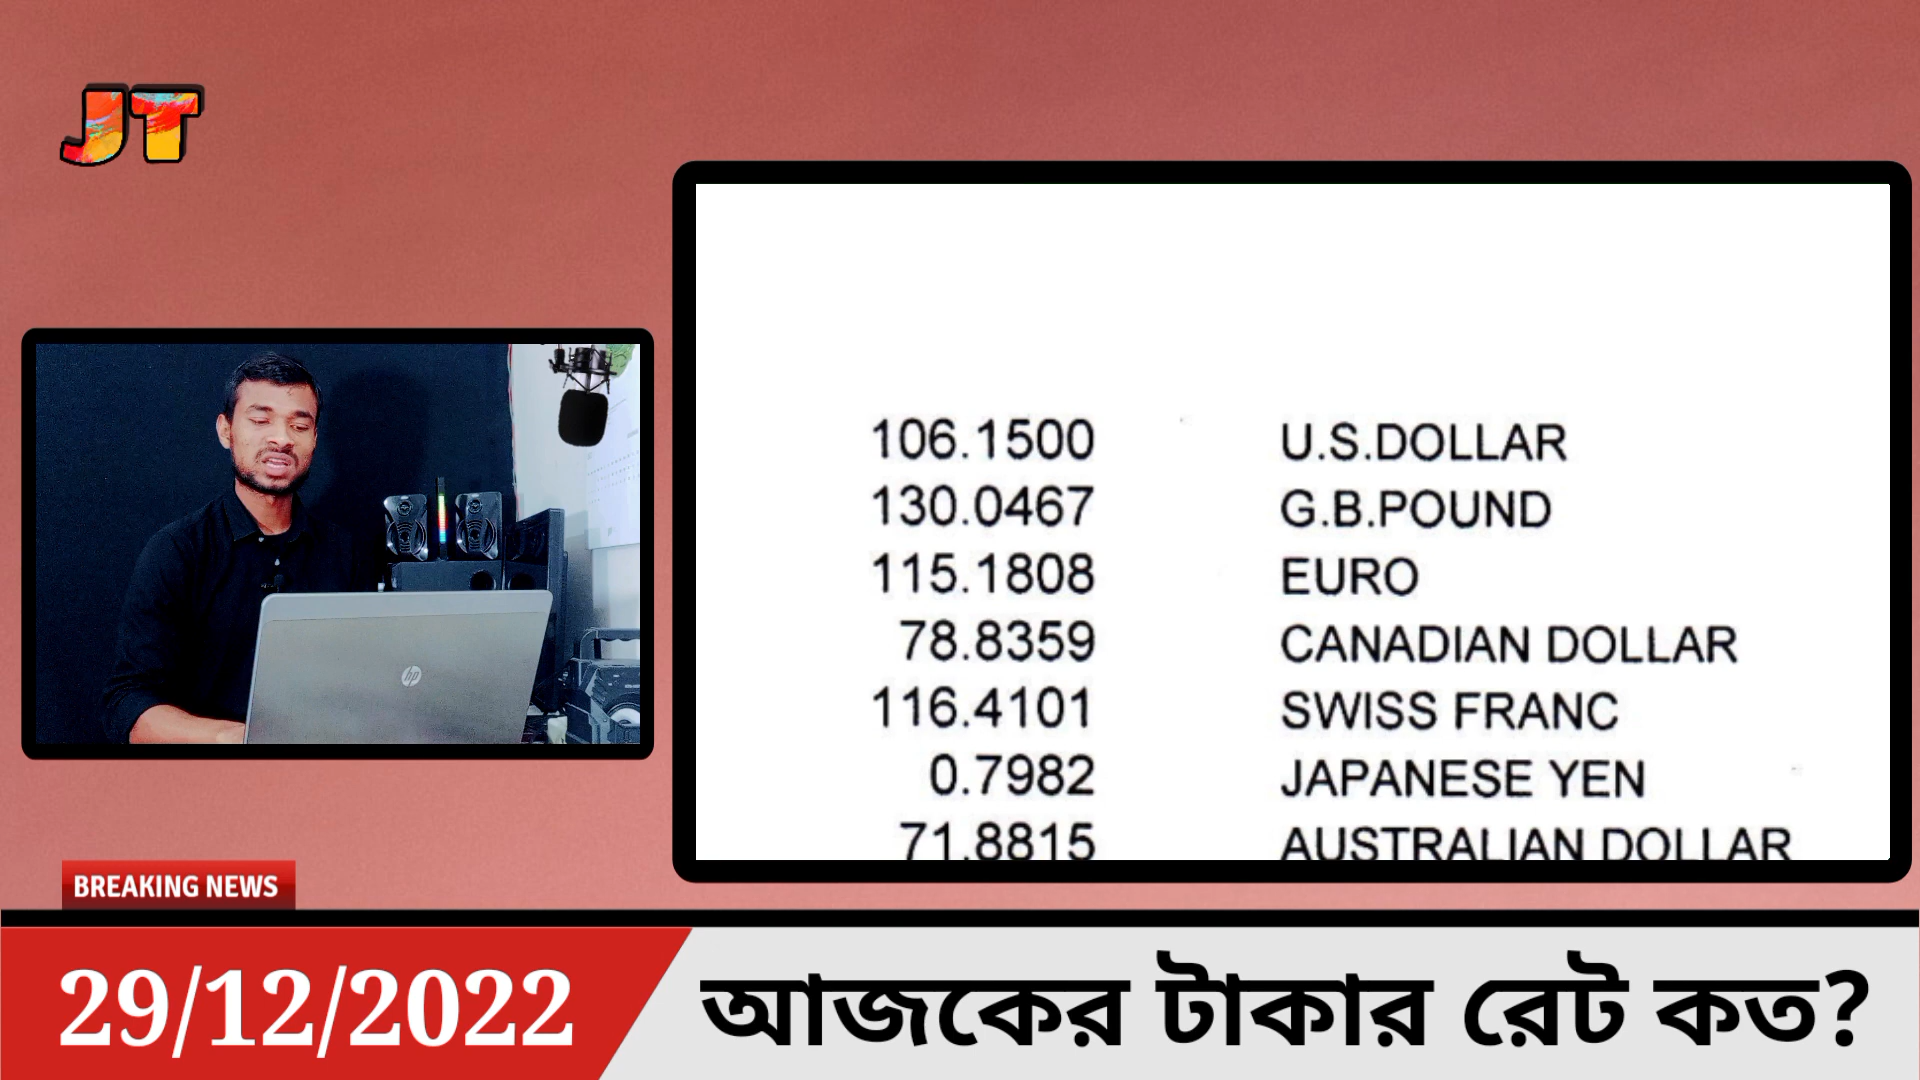 JT
106.1500 U.S.DOLLAR
130.0467 G.B.POUND
115.1808 EURO
78.8359 CANADIAN DOLLAR
116.4101 SWISS FRANC
0.7982 JAPANESE YEN
71.8815 AUSTRALIAN DOLLAR
hp
BREAKING NEWS
29/12/2022 আজকের টাকার রেট কত?